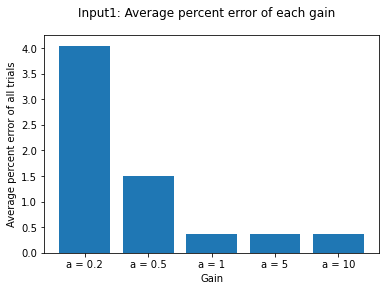 Input1: Average percent error of each gain
Average percent error of all trials
4.0
3.5
3.0
2.5
2.0
1.5
1.0
0.5
0.0
a = 0.2 a = 0.5 a = 1 a = 5 a = 10
Gain